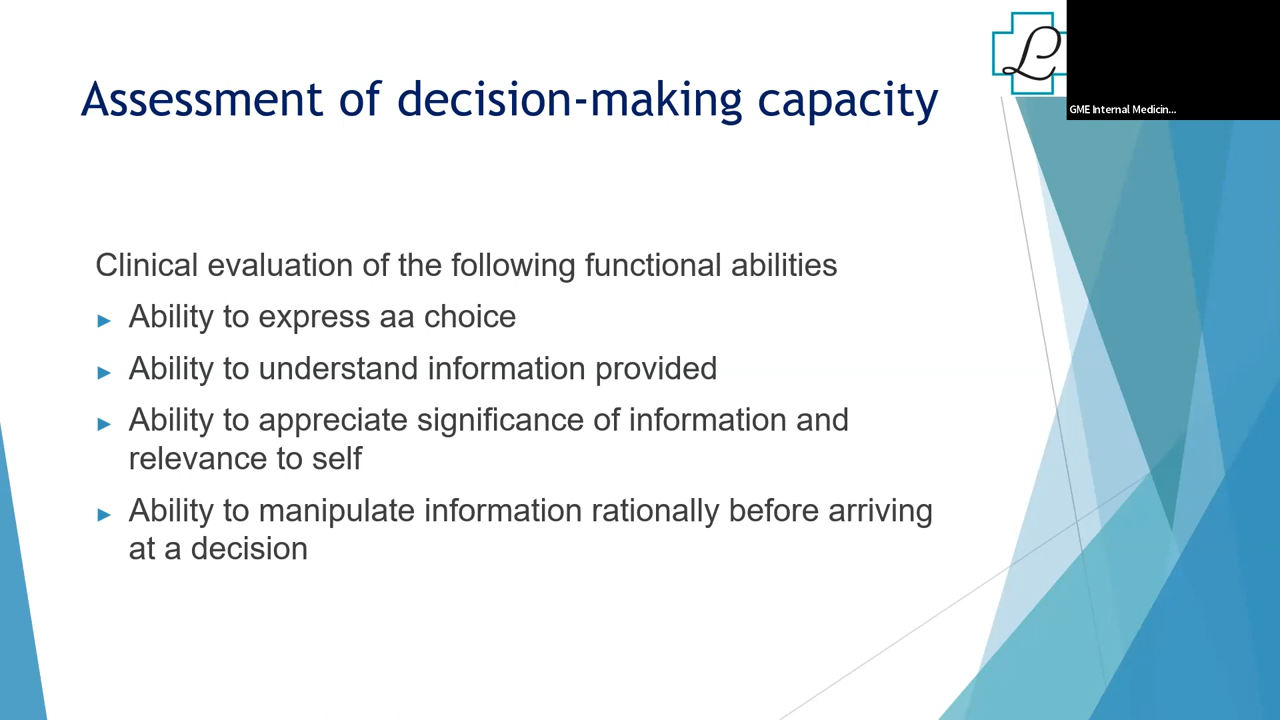 L
GME Internal Medicin...
Assessment of decision-making capacity
Clinical evaluation of the following functional abilities
► Ability to express aa choice
► Ability to understand information provided
► Ability to appreciate significance of information and
relevance to self
► Ability to manipulate information rationally before arriving
at a decision